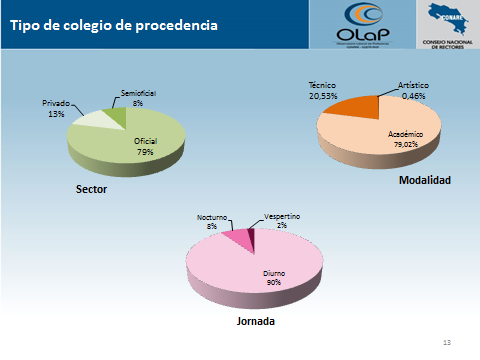 Tipo de colegio de procedencia
OLaP
CONARE
CONSEJO NACIONAL
DE RECTORES
Semioficial
8%
Privado
13%
Oficial
79%
Sector
Técnico
20,53%
Artístico
0,46%
Académico
79,02%
Modalidad
Nocturno
8%
Vespertino
2%
Diurno
90%
Jornada
13